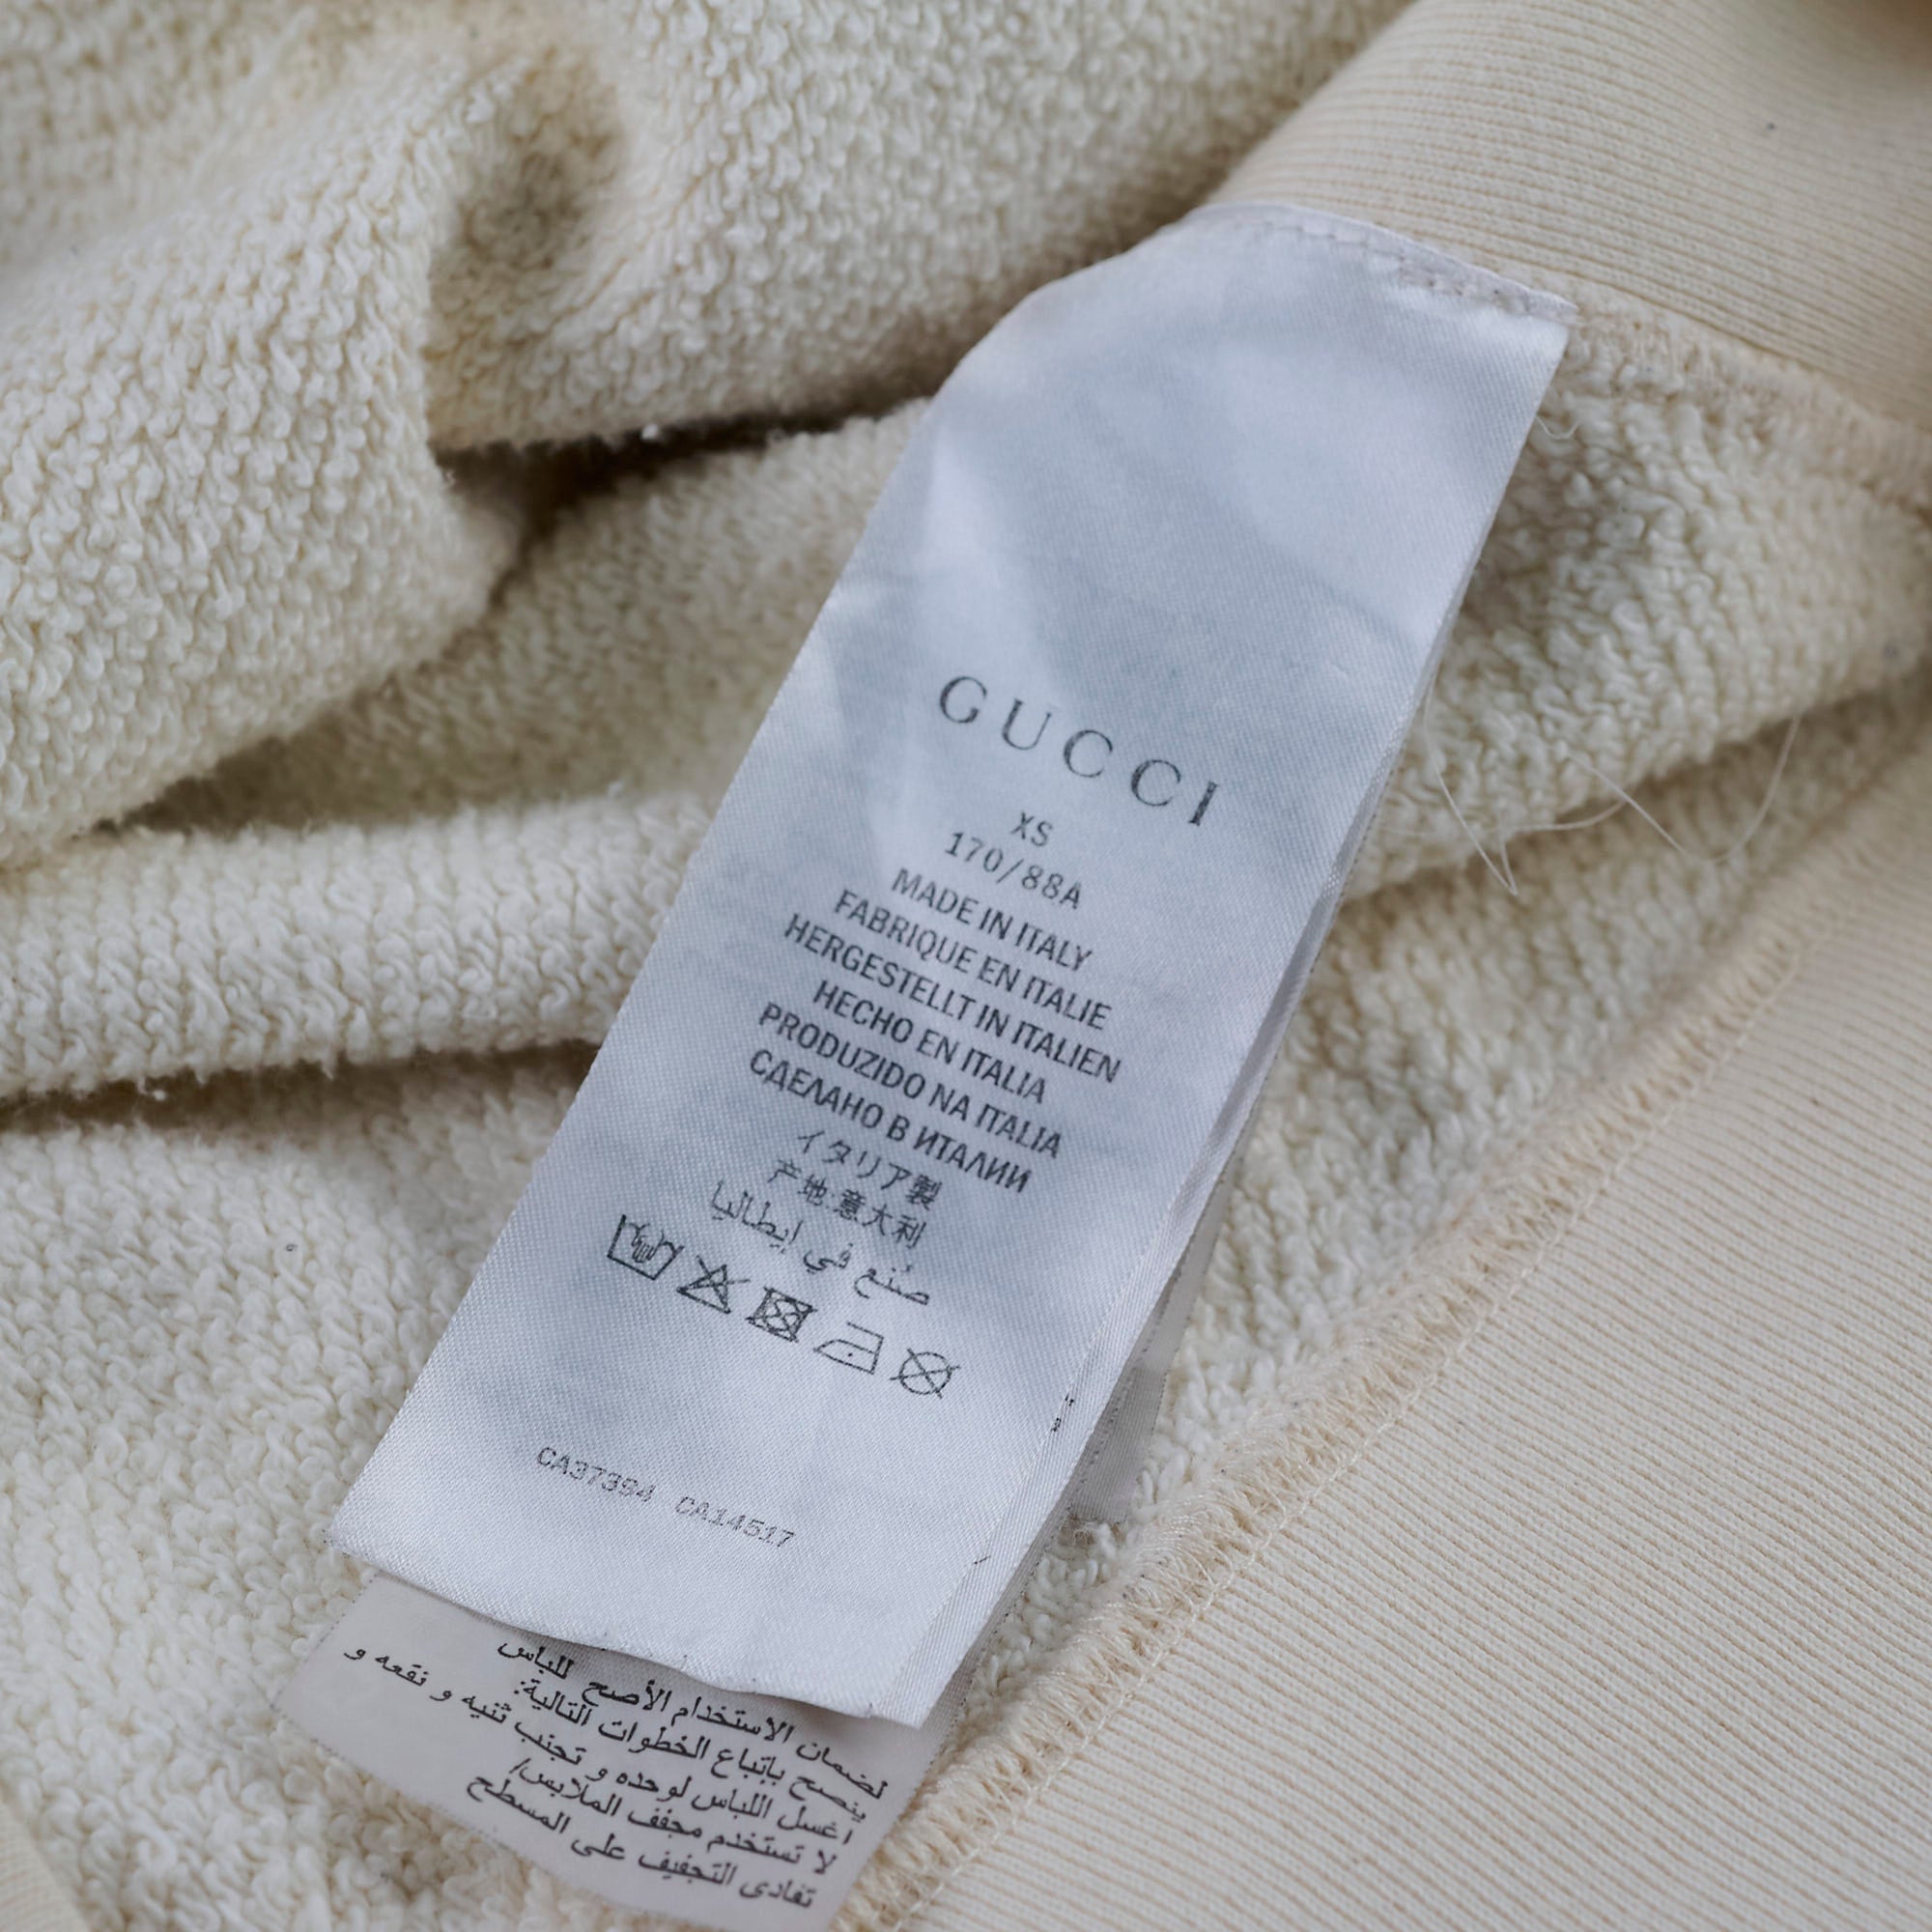 GUCCI
XS
170/88A
MADE IN ITALY
FABRIQUE EN ITALIE
HERGESTELLT IN ITALIEN
HECHO EN ITALIA
PRODUZIDO NA ITALIA
СДЕЛАНО В ИТАЛИИ
イタリア製
产地:意大利
صُنع في إيطاليا
CA37394 CA14517
للباس
لضمان الاستخدام الأصح
ينصح بإتباع الخطوات التالية:
اغسل اللباس لوحده و تجنب ثنيه و نقعه و
لا تستخدم مجفف الملابس/
تفادى التجفيف على المسطح